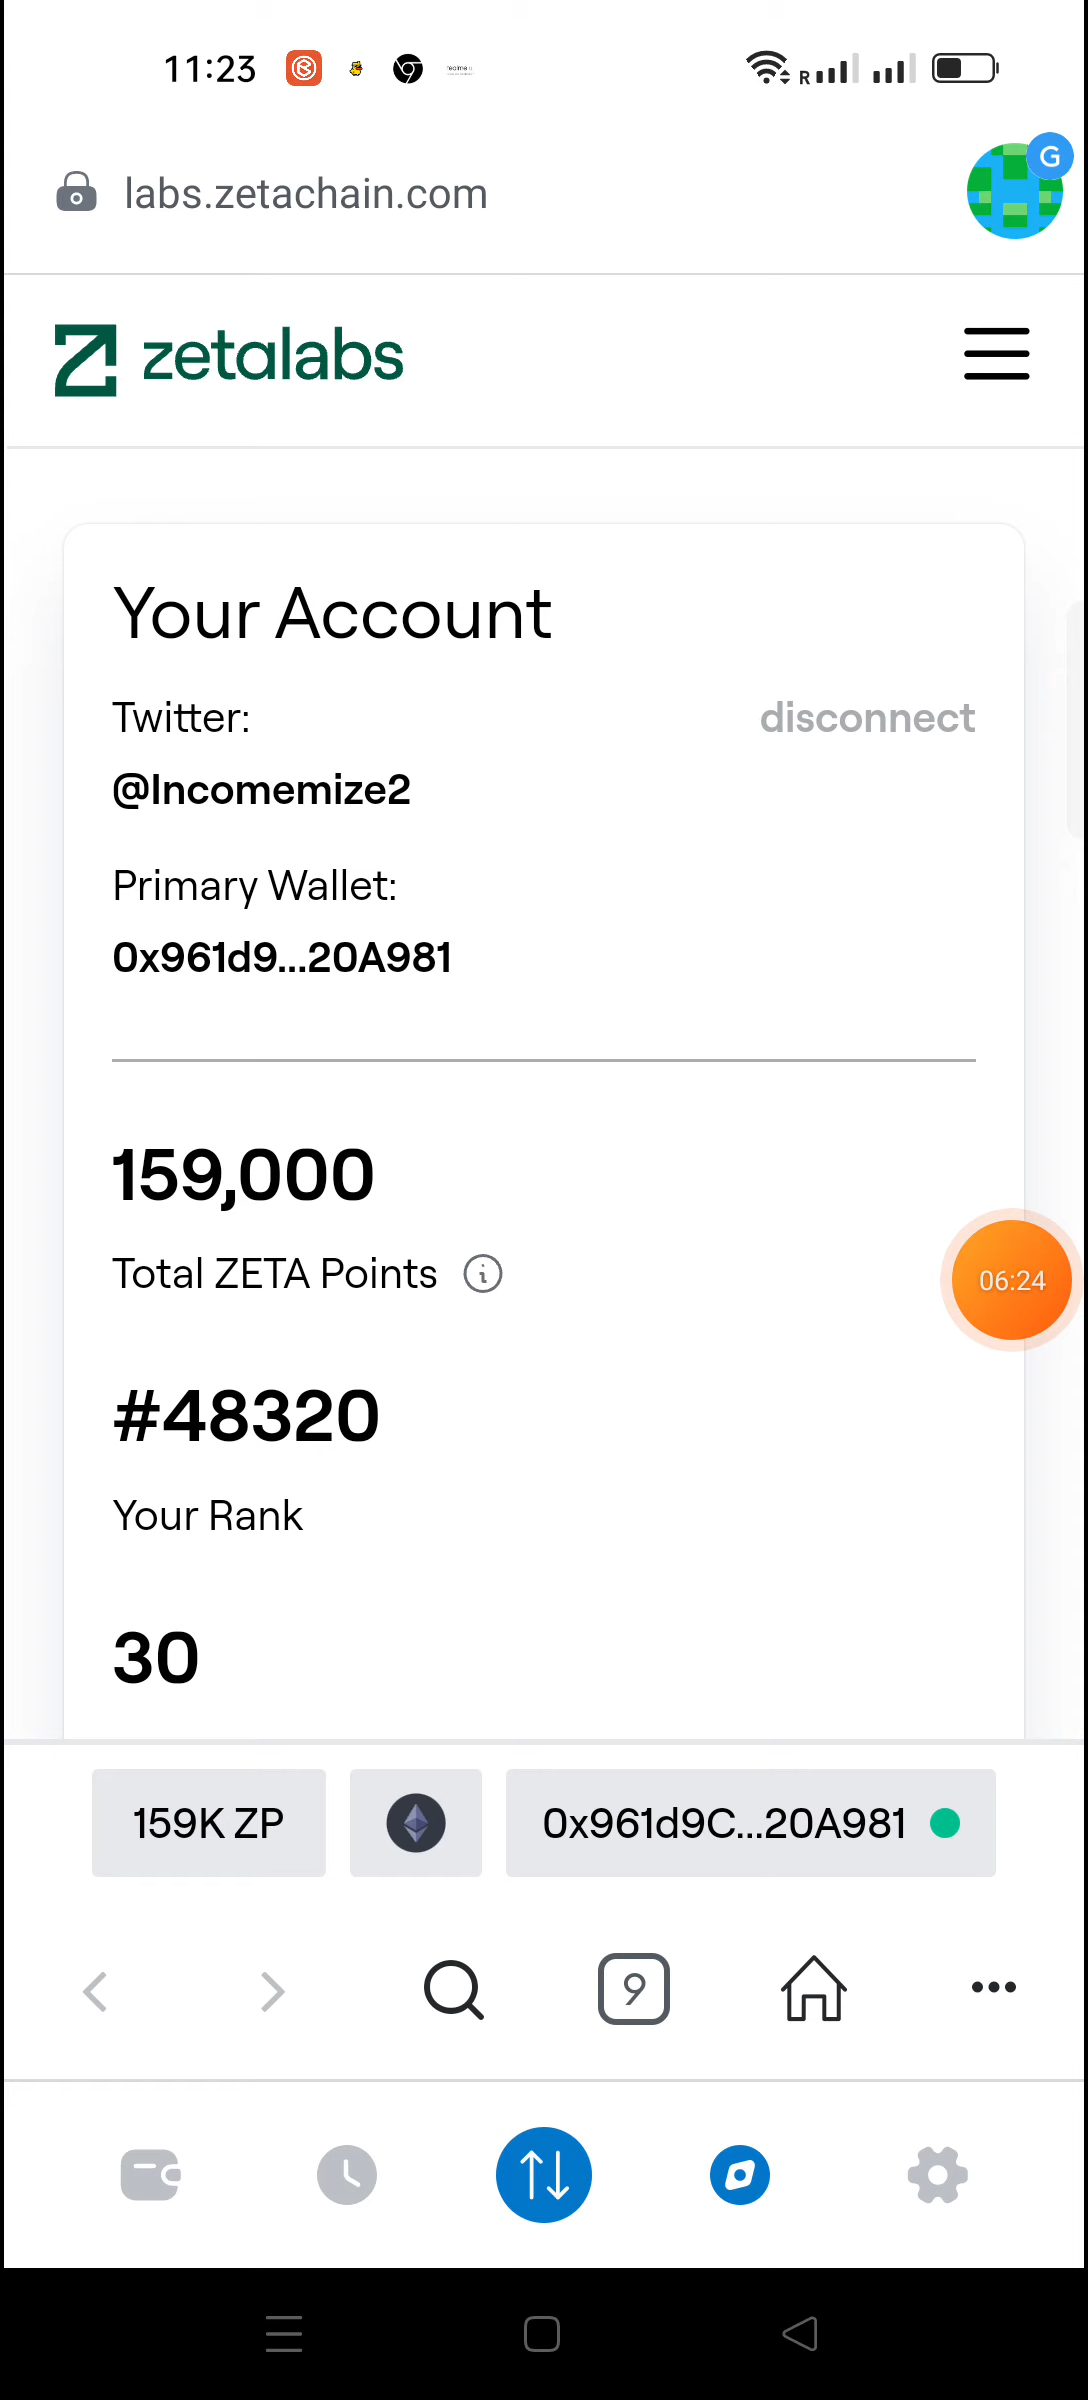 11:23
R
labs.zetachain.com
G
zetalabs
Your Account
Twitter: disconnect
@Incomemize2
Primary Wallet:
0x961d9...20A981
159,000
Total ZETA Points
06:24
#48320
Your Rank
30
159K ZP 0x961d9C...20A981
9